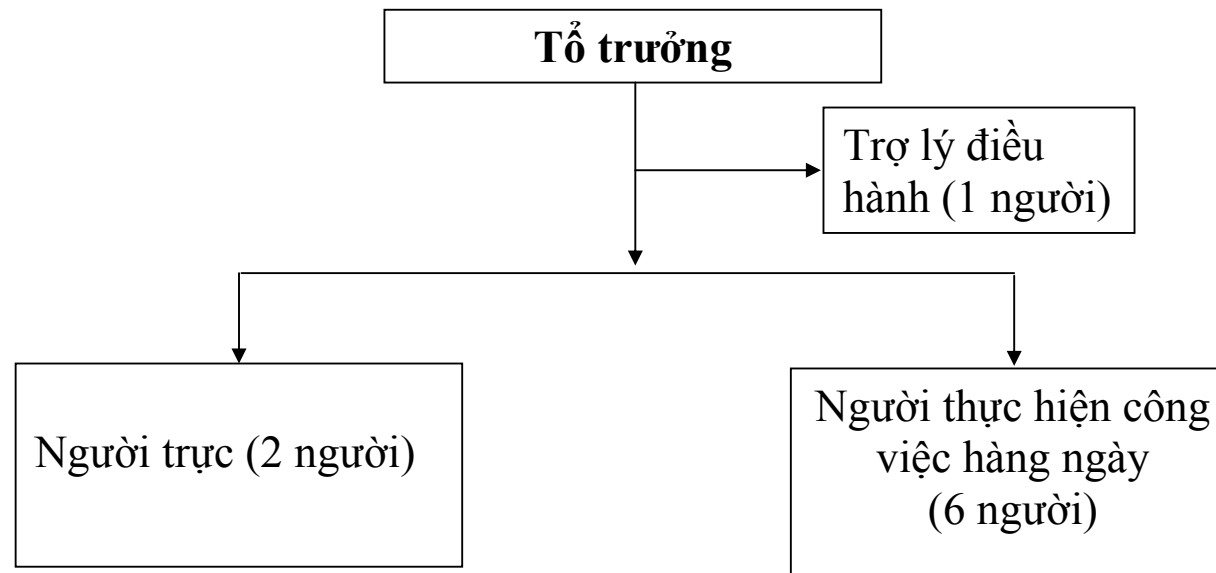 Tổ trưởng
Trợ lý điều
hành (1 người)
Người trực (2 người)
Người thực hiện công
việc hàng ngày
(6 người)